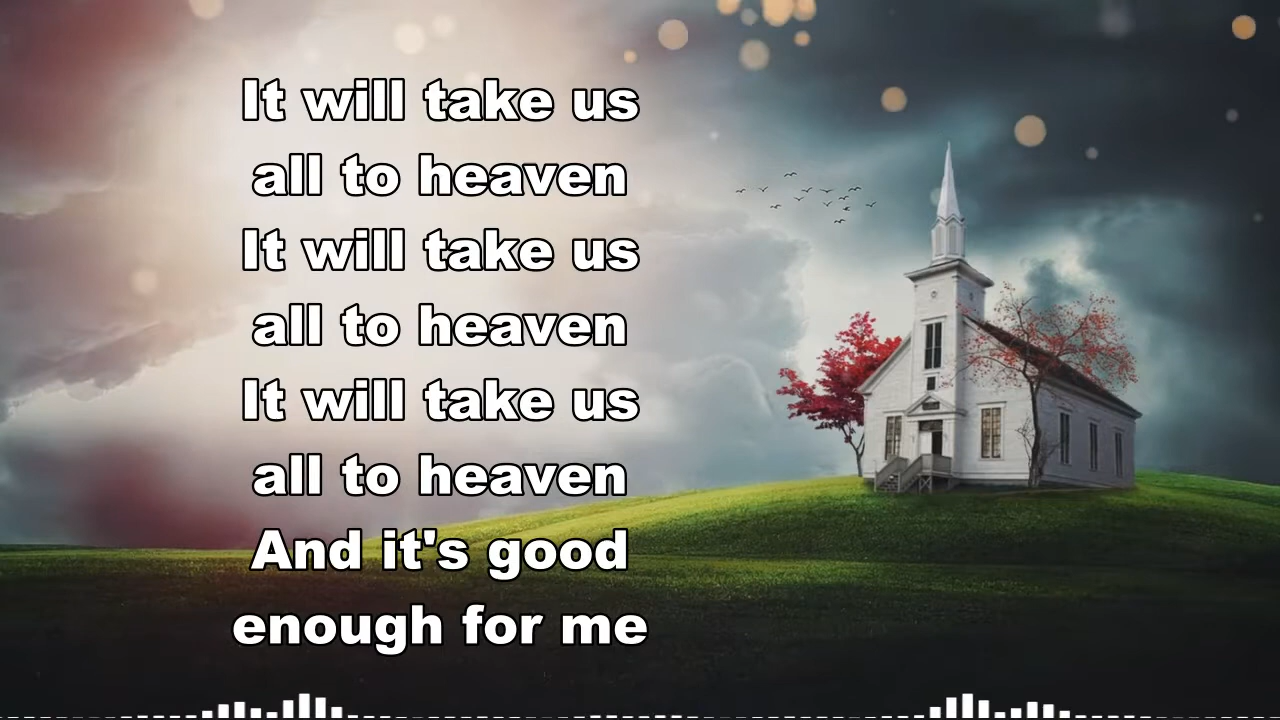 It will take us
all to heaven
It will take us
all to heaven
It will take us
all to heaven
And it's good
enough for me